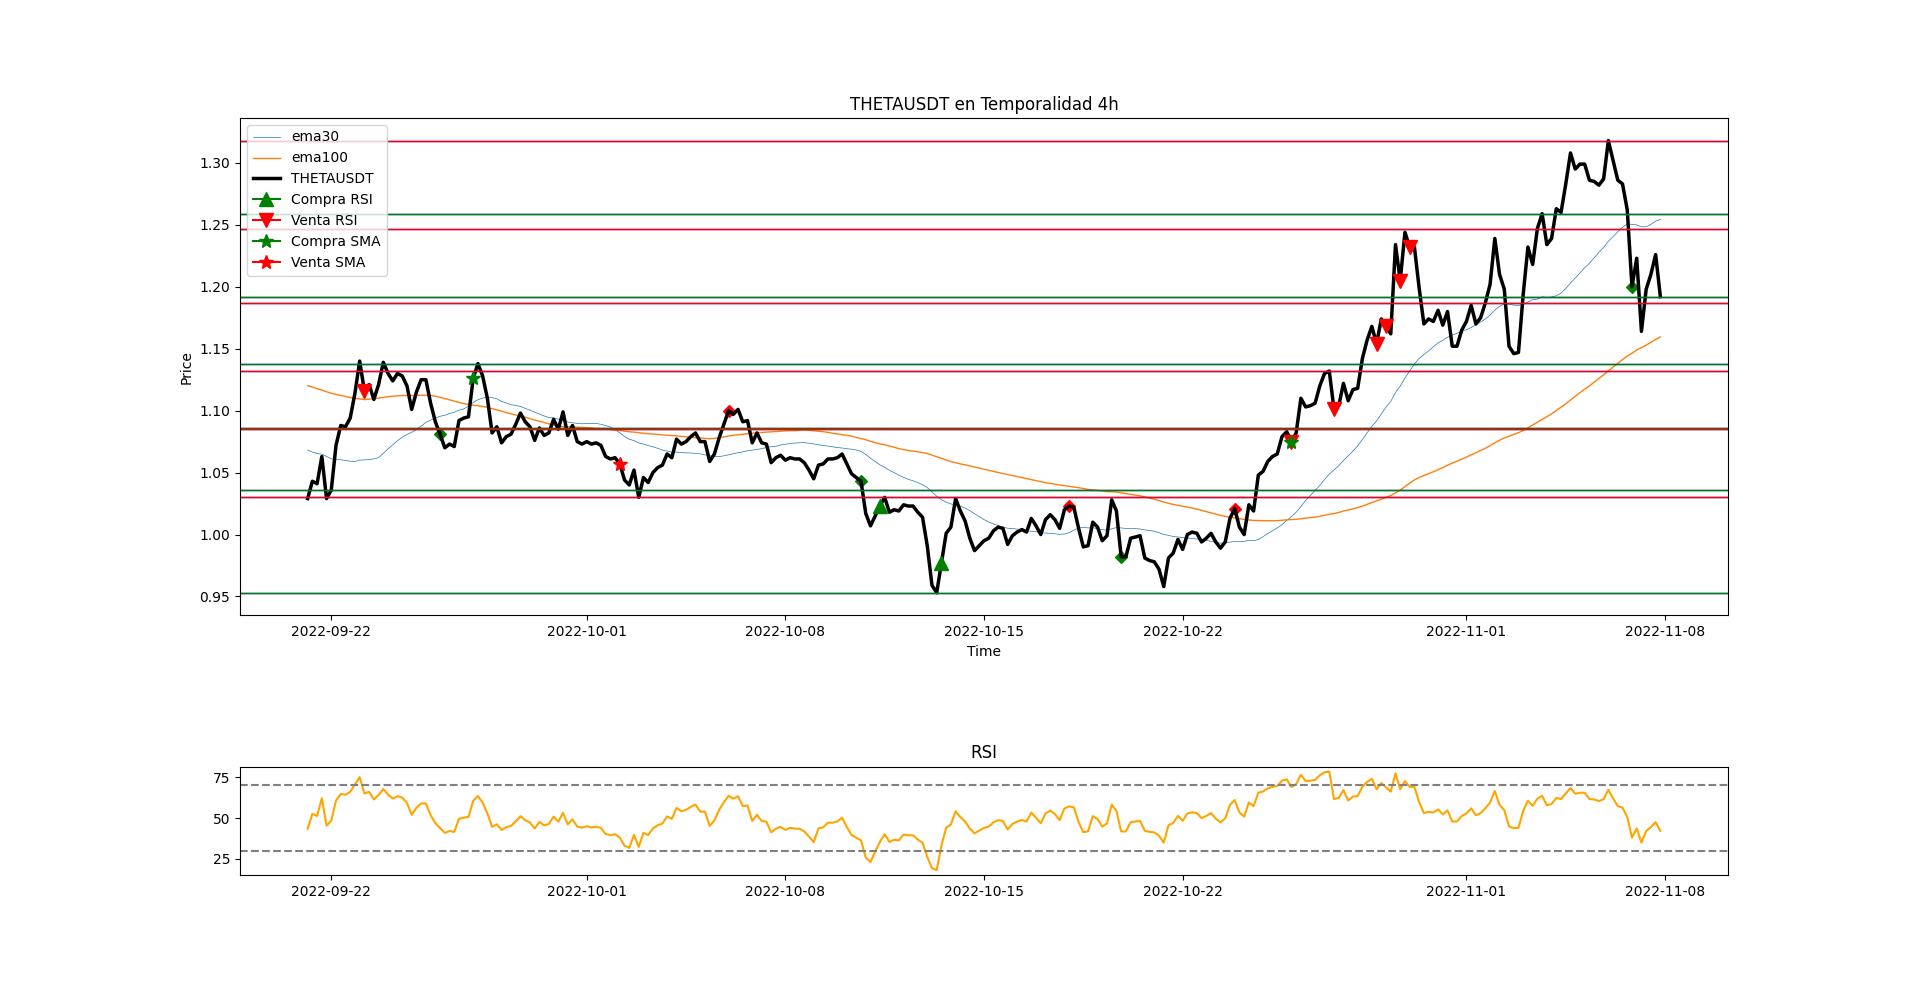 THETAUSDT en Temporalidad 4h
ema30
ema100
THETAUSDT
Compra RSI
Venta RSI
Compra SMA
Venta SMA
Price
1.30
1.25
1.20
1.15
1.10
1.05
1.00
0.95
2022-09-22 2022-10-01 2022-10-08 2022-10-15 2022-10-22 2022-11-01 2022-11-08
Time
RSI
75
50
25
2022-09-22 2022-10-01 2022-10-08 2022-10-15 2022-10-22 2022-11-01 2022-11-08